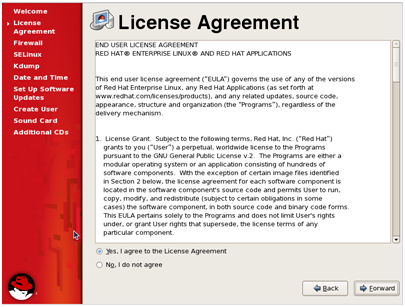 Welcome
License
Agreement
Firewall
SELinux
Kdump
Date and Time
Set Up Software
Updates
Create User
Sound Card
Additional CDs
License Agreement
END USER LICENSE AGREEMENT
RED HAT® ENTERPRISE LINUX® AND RED HAT APPLICATIONS
This end user license agreement ("EULA") governs the use of any of the versions
of Red Hat Enterprise Linux, any Red Hat Applications (as set forth at
www.redhat.com/licenses/products), and any related updates, source code,
appearance, structure and organization (the "Programs"), regardless of the
delivery mechanism.
1. License Grant. Subject to the following terms, Red Hat, Inc. ("Red Hat")
grants to you ("User") a perpetual, worldwide license to the Programs
pursuant to the GNU General Public License v.2. The Programs are either a
modular operating system or an application consisting of hundreds of
software components. With the exception of certain image files identified
in Section 2 below, the license agreement for each software component is
located in the software component's source code and permits User to run,
copy, modify, and redistribute (subject to certain obligations in some
cases) the software component, in both source code and binary code forms.
This EULA pertains solely to the Programs and does not limit User's rights
under, or grant User rights that supersede, the license terms of any
particular component.
Yes, I agree to the License Agreement
No, I do not agree
Back
Forward